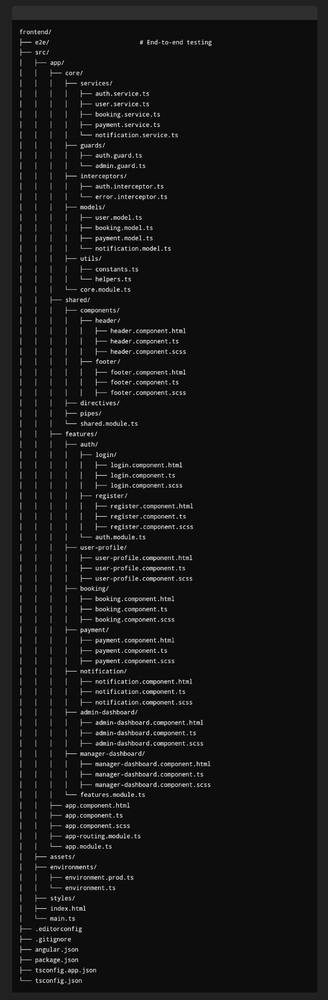 frontend/
├── e2e/                         # End-to-end testing
├── src/
│   ├── app/
│   │   ├── core/
│   │   │   ├── services/
│   │   │   │   ├── auth.service.ts
│   │   │   │   ├── user.service.ts
│   │   │   │   ├── booking.service.ts
│   │   │   │   ├── payment.service.ts
│   │   │   │   └── notification.service.ts
│   │   │   ├── guards/
│   │   │   │   ├── auth.guard.ts
│   │   │   │   └── admin.guard.ts
│   │   │   ├── interceptors/
│   │   │   │   ├── auth.interceptor.ts
│   │   │   │   └── error.interceptor.ts
│   │   │   ├── models/
│   │   │   │   ├── user.model.ts
│   │   │   │   ├── booking.model.ts
│   │   │   │   ├── payment.model.ts
│   │   │   │   └── notification.model.ts
│   │   │   ├── utils/
│   │   │   │   ├── constants.ts
│   │   │   │   └── helpers.ts
│   │   │   └── core.module.ts
│   │   ├── shared/
│   │   │   ├── components/
│   │   │   │   ├── header/
│   │   │   │   │   ├── header.component.html
│   │   │   │   │   ├── header.component.ts
│   │   │   │   │   ├── header.component.scss
│   │   │   │   ├── footer/
│   │   │   │   │   ├── footer.component.html
│   │   │   │   │   ├── footer.component.ts
│   │   │   │   │   ├── footer.component.scss
│   │   │   ├── directives/
│   │   │   ├── pipes/
│   │   │   └── shared.module.ts
│   │   ├── features/
│   │   │   ├── auth/
│   │   │   │   ├── login/
│   │   │   │   │   ├── login.component.html
│   │   │   │   │   ├── login.component.ts
│   │   │   │   │   ├── login.component.scss
│   │   │   │   ├── register/
│   │   │   │   │   ├── register.component.html
│   │   │   │   │   ├── register.component.ts
│   │   │   │   │   ├── register.component.scss
│   │   │   │   └── auth.module.ts
│   │   │   ├── user-profile/
│   │   │   │   ├── user-profile.component.html
│   │   │   │   ├── user-profile.component.ts
│   │   │   │   ├── user-profile.component.scss
│   │   │   ├── booking/
│   │   │   │   ├── booking.component.html
│   │   │   │   ├── booking.component.ts
│   │   │   │   ├── booking.component.scss
│   │   │   ├── payment/
│   │   │   │   ├── payment.component.html
│   │   │   │   ├── payment.component.ts
│   │   │   │   ├── payment.component.scss
│   │   │   ├── notification/
│   │   │   │   ├── notification.component.html
│   │   │   │   ├── notification.component.ts
│   │   │   │   ├── notification.component.scss
│   │   │   ├── admin-dashboard/
│   │   │   │   ├── admin-dashboard.component.html
│   │   │   │   ├── admin-dashboard.component.ts
│   │   │   │   ├── admin-dashboard.component.scss
│   │   │   ├── manager-dashboard/
│   │   │   │   ├── manager-dashboard.component.html
│   │   │   │   ├── manager-dashboard.component.ts
│   │   │   │   ├── manager-dashboard.component.scss
│   │   │   └── features.module.ts
│   │   ├── app.component.html
│   │   ├── app.component.ts
│   │   ├── app.component.scss
│   │   ├── app-routing.module.ts
│   │   └── app.module.ts
│   ├── assets/
│   ├── environments/
│   │   ├── environment.prod.ts
│   │   └── environment.ts
│   ├── styles/
│   ├── index.html
│   └── main.ts
├── .editorconfig
├── .gitignore
├── angular.json
├── package.json
├── tsconfig.app.json
└── tsconfig.json